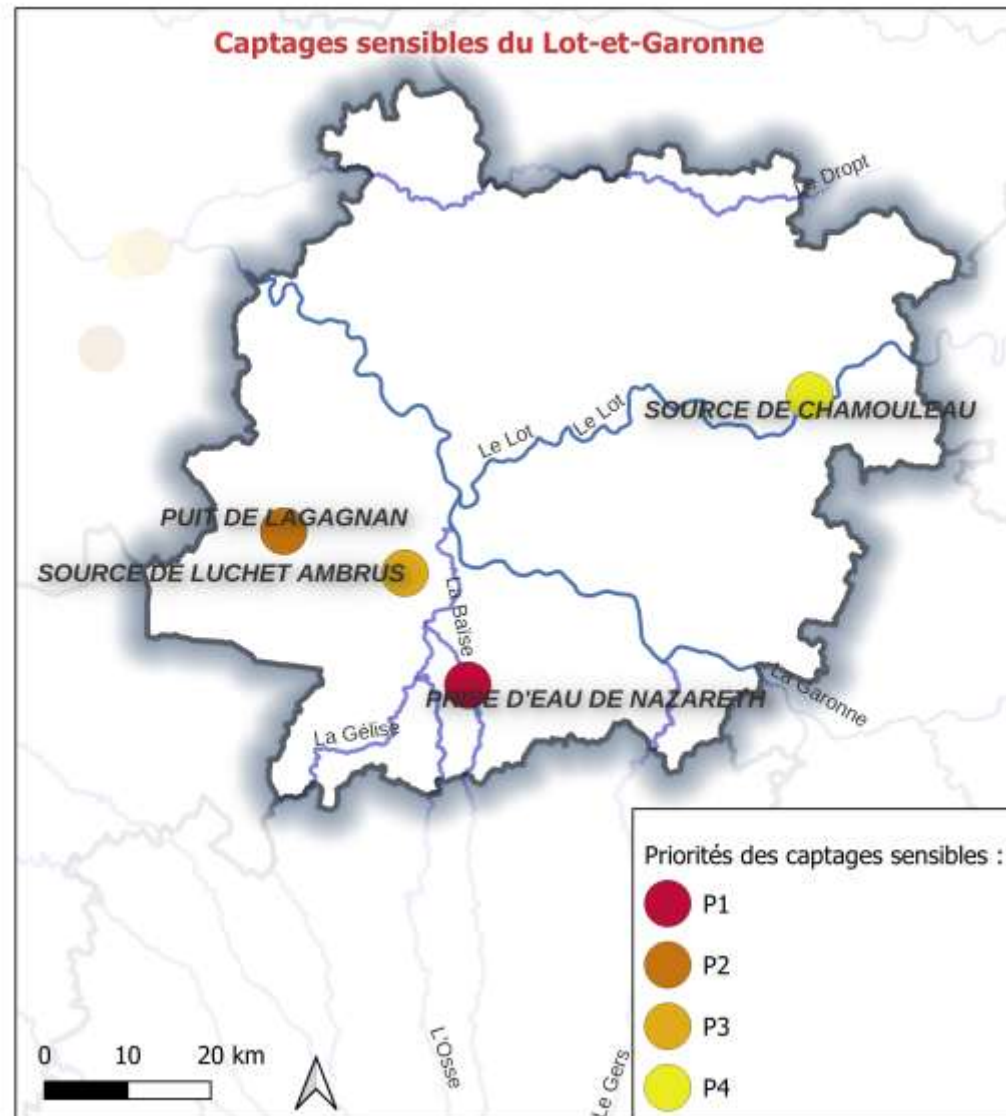 Captages sensibles du Lot-et-Garonne
Le Dropt
SOURCE DE CHAMOULEAU
Le Lot
Le Lot
PUIT DE LAGAGNAN
SOURCE DE LUCHET AMBRUS
La Baïse
PRISE D'EAU DE NAZARETH
La Garonne
La Gélise
Priorités des captages sensibles :
P1
P2
P3
P4
L'Osse
Le Gers
0 10 20 km